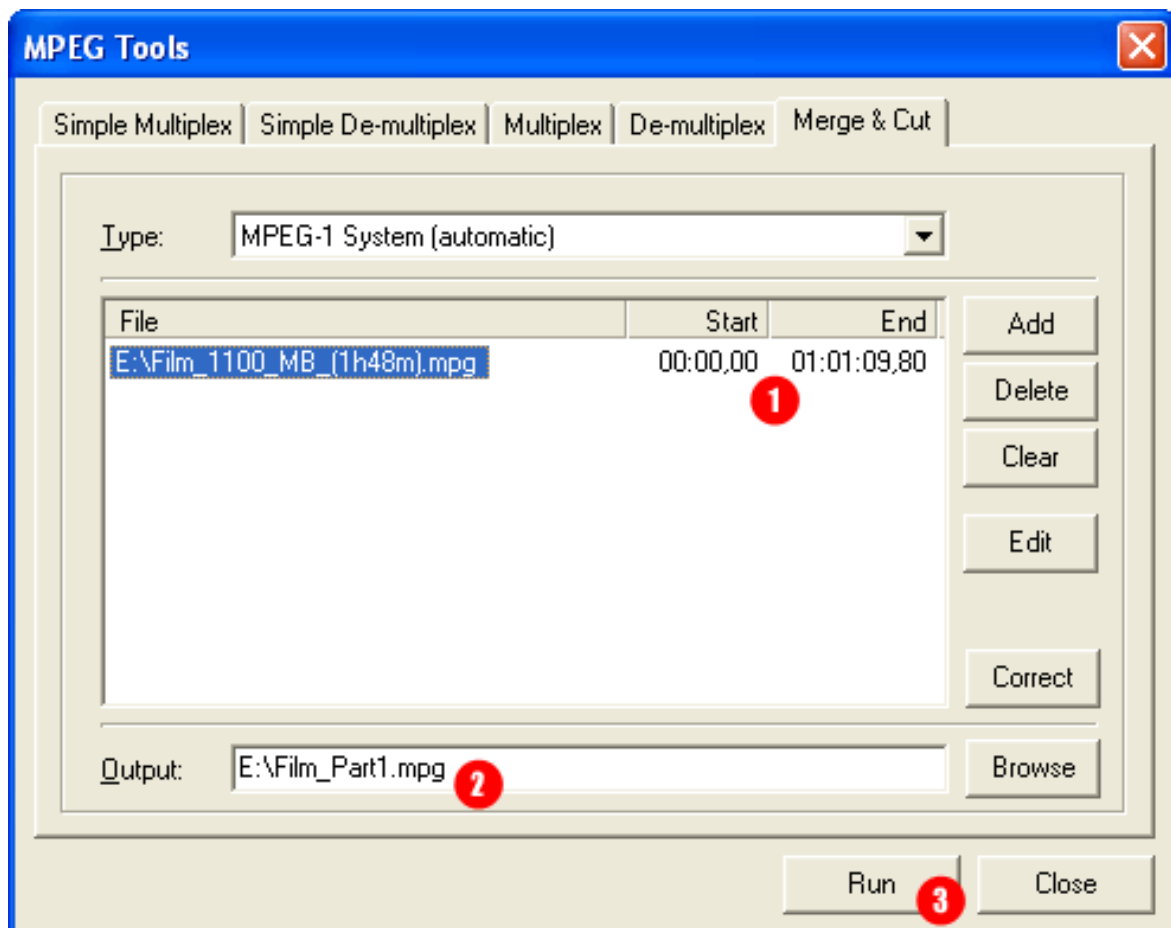 MPEG Tools
Simple Multiplex Simple De-multiplex Multiplex De-multiplex Merge & Cut
Type: MPEG-1 System (automatic)
File Start End
E:\Film_1100_MB_(1h48m).mpg 00:00,00 01:01:09,80
1
Add
Delete
Clear
Edit
Correct
Output: E:\Film_Part1.mpg 2 Browse
Run 3 Close